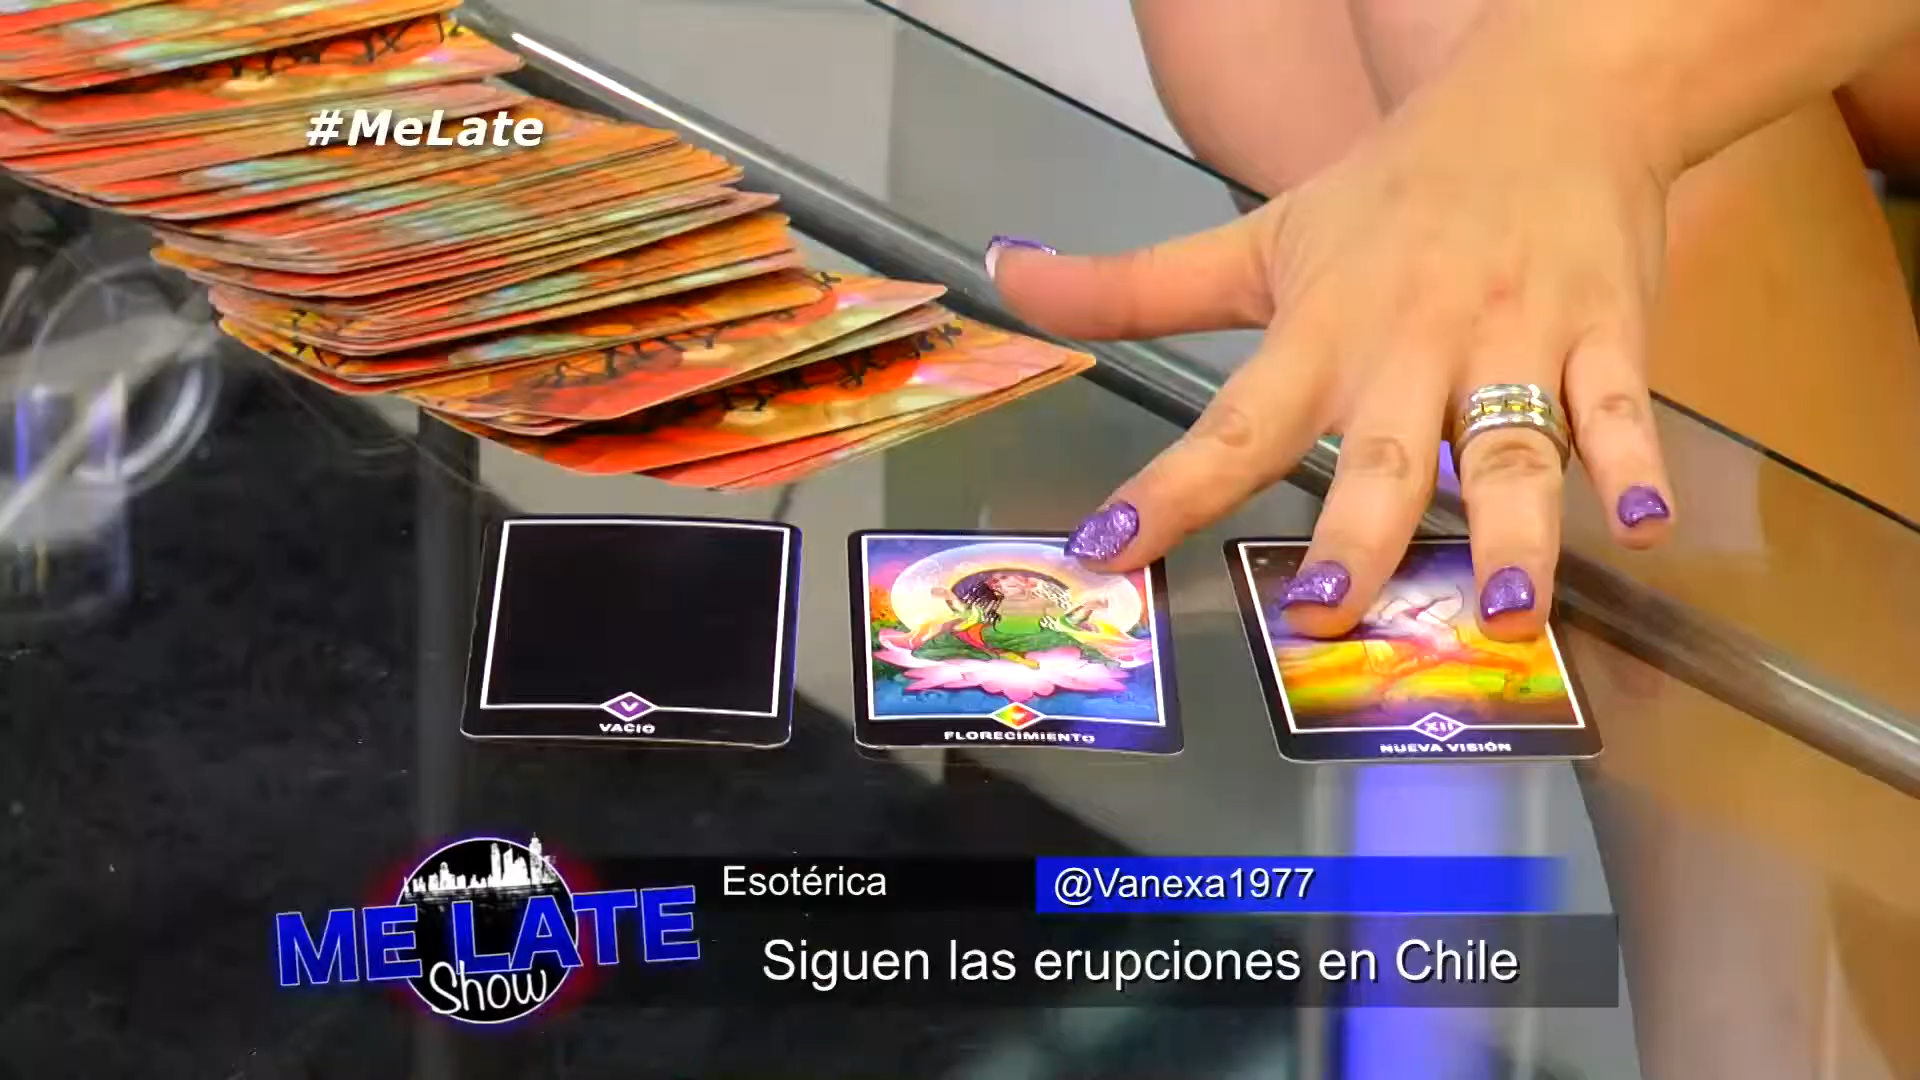 #MeLate
V
VACIO
FLORECIMIENTO
XII
NUEVA VISIÓN
ME LATE
Show
Esotérica
@Vanexa1977
Siguen las erupciones en Chile